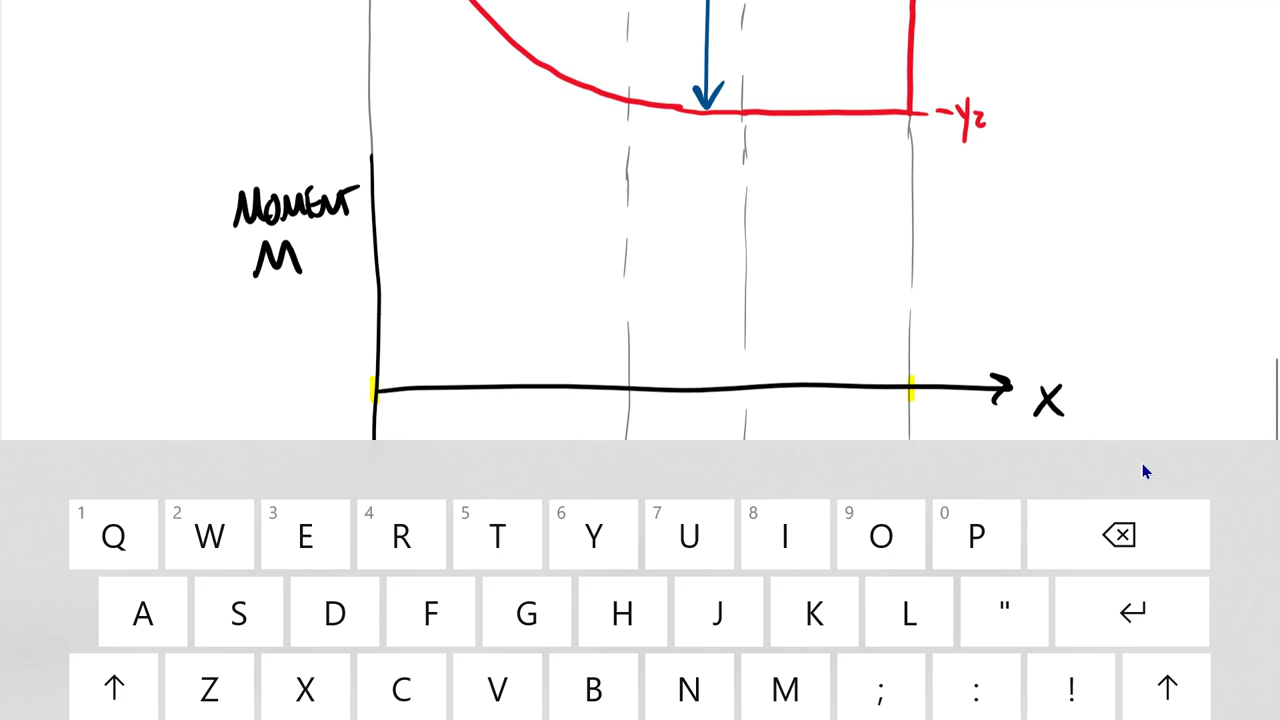 -Y2
MOMENT
M
X
1 2 3 4 5 6 7 8 9 0
Q W E R T Y U I O P
A S D F G H J K L "
Z X C V B N M ; : !